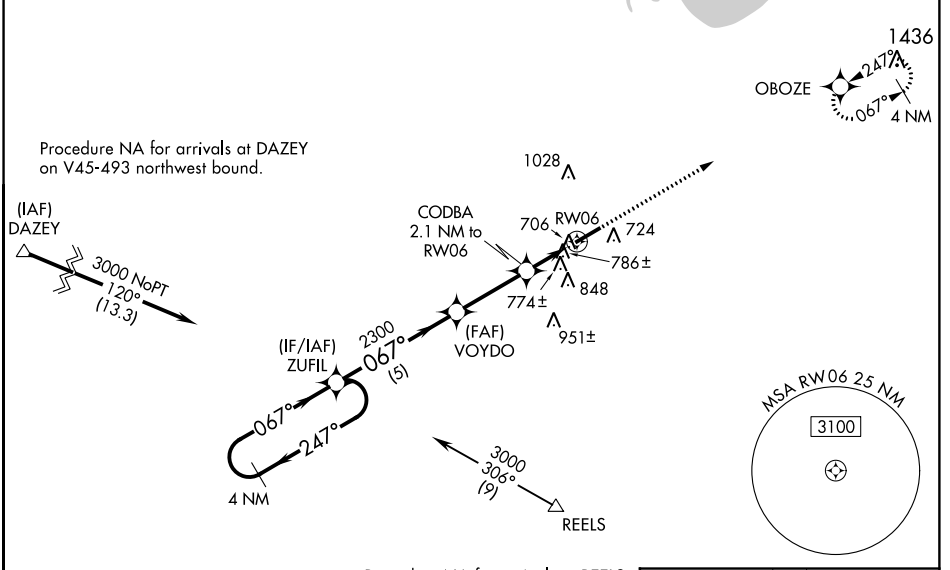 1436
247°
OBOZE
067°
4 NM
Procedure NA for arrivals at DAZEY
on V45-493 northwest bound.
(IAF)
DAZEY
3000 NoPT
120°
(13.3)
1028
CODBA
2.1 NM to
RW06
706
RW06
724
786±
774±
848
951±
(FAF)
VOYDO
2300
067°
(5)
(IF/IAF)
ZUFIL
067°
247°
4 NM
3000
306°
(9)
REELS
MSA RW06 25 NM
3100